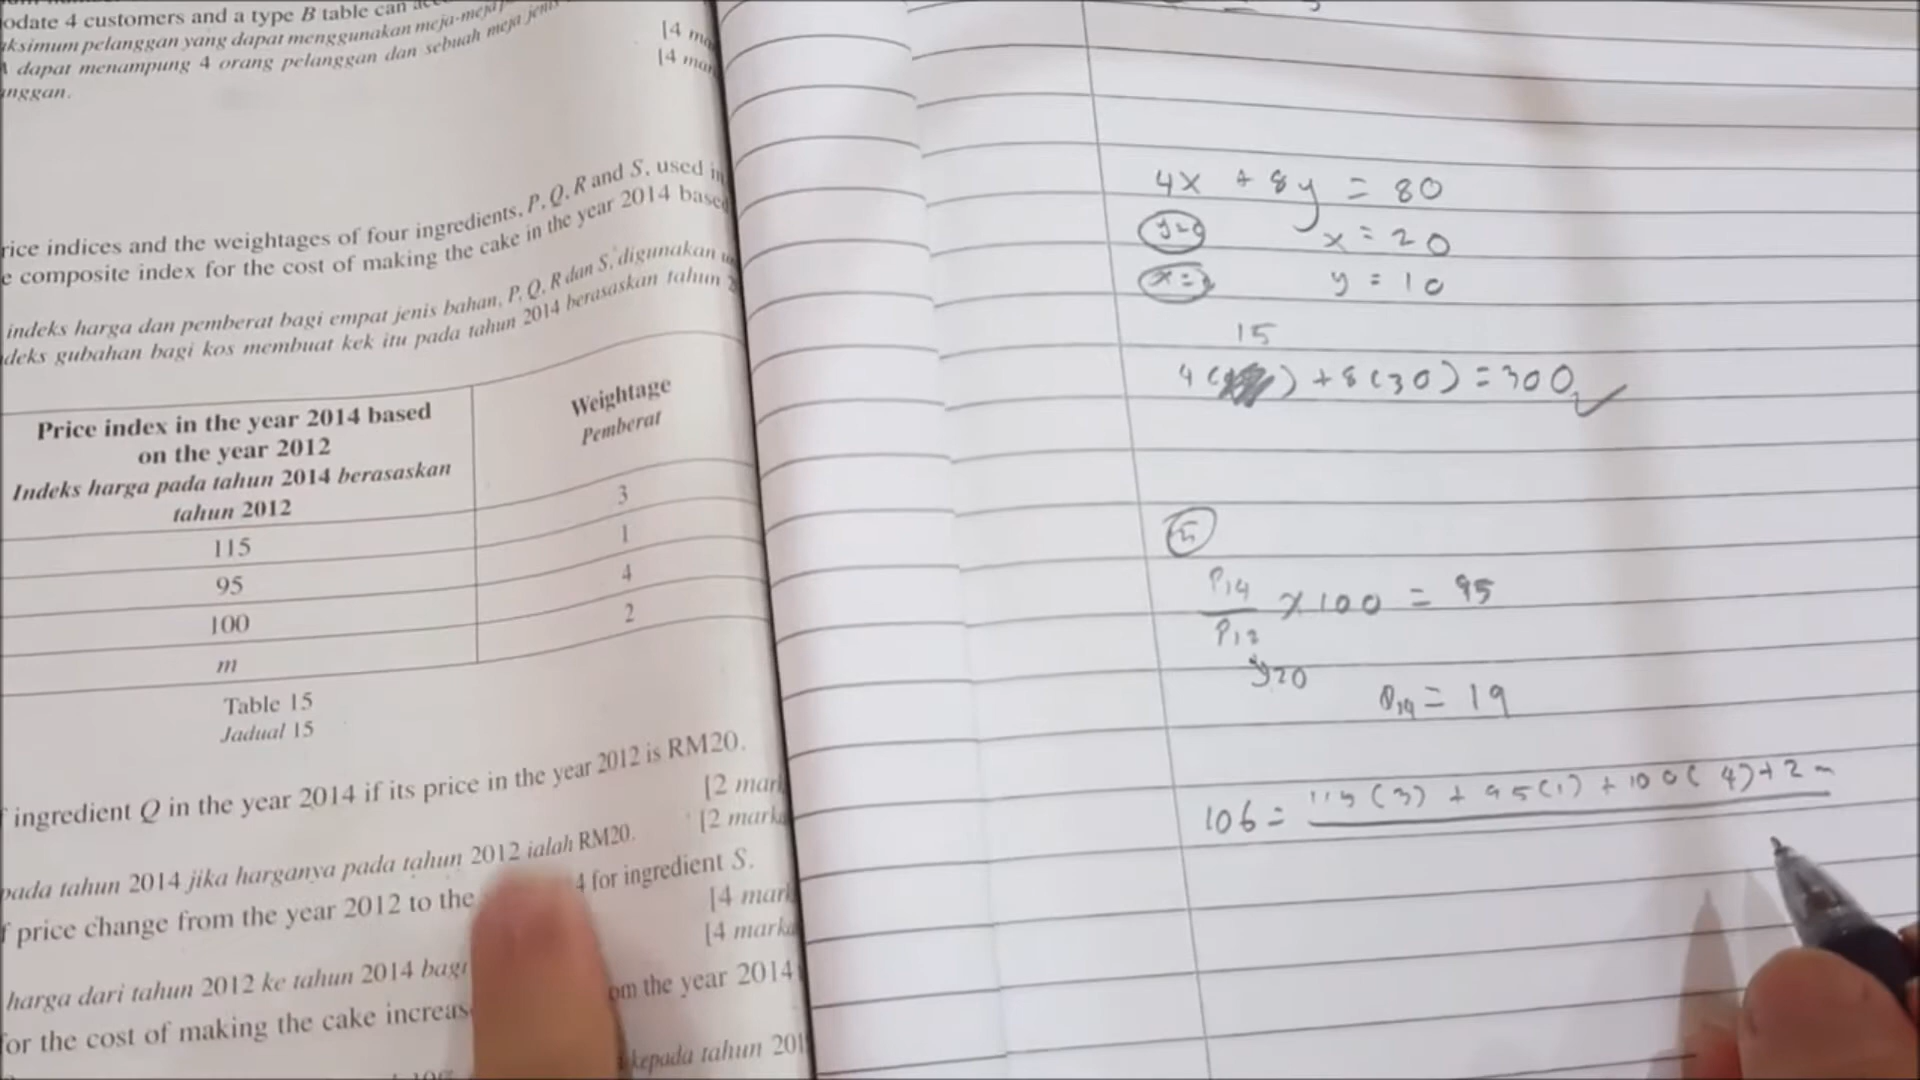 odate 4 customers and a type B table can
aksimum pelanggan yang dapat menggunakan meja-meja
A dapat menampung 4 orang pelanggan dan sebuah meja jenis
anggan.
[4
[4
rice indices and the weightages of four ingredients, P, Q, R and S, used in
e composite index for the cost of making the cake in the year 2014 based
indeks harga dan pemberat bagi empat jenis bahan, P, Q, R dan S, digunakan
deks gubahan bagi kos membuat kek itu pada tahun 2014 berasaskan tahun
Price index in the year 2014 based
on the year 2012
Indeks harga pada tahun 2014 berasaskan
tahun 2012
Weightage
Pemberat
115
3
95
1
100
4
m
2
Table 15
Jadual 15
f ingredient Q in the year 2014 if its price in the year 2012 is RM20.
[2 mar
[2 mark
pada tahun 2014 jika harganya pada tahun 2012 ialah RM20.
f price change from the year 2012 to the 4 for ingredient S.
[4 mark
[4 marka
harga dari tahun 2012 ke tahun 2014 bagi
for the cost of making the cake increas om the year 2014
kepada tahun 201
4x + 8y = 80
x = 20
y = 10
15
4( ) + 8(30) = 300 ✓
5
P14
/
P12 × 100 = 95
20
= 19
106 = 115(3) + 95(1) + 100(4) + 2m